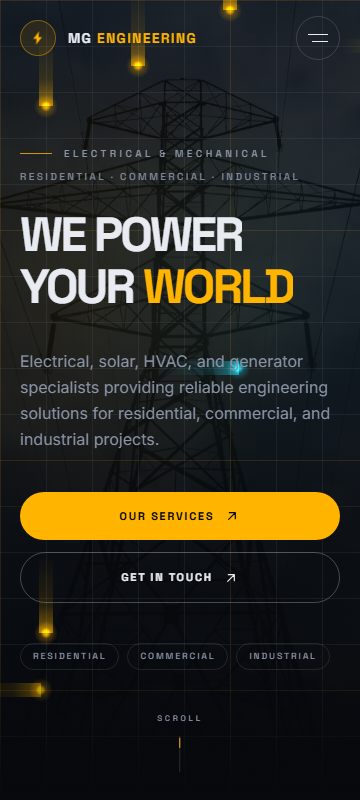 MG ENGINEERING
ELECTRICAL & MECHANICAL
RESIDENTIAL · COMMERCIAL · INDUSTRIAL
WE POWER
YOUR WORLD
Electrical, solar, HVAC, and generator
specialists providing reliable engineering
solutions for residential, commercial, and
industrial projects.
OUR SERVICES
GET IN TOUCH
RESIDENTIAL COMMERCIAL INDUSTRIAL
SCROLL